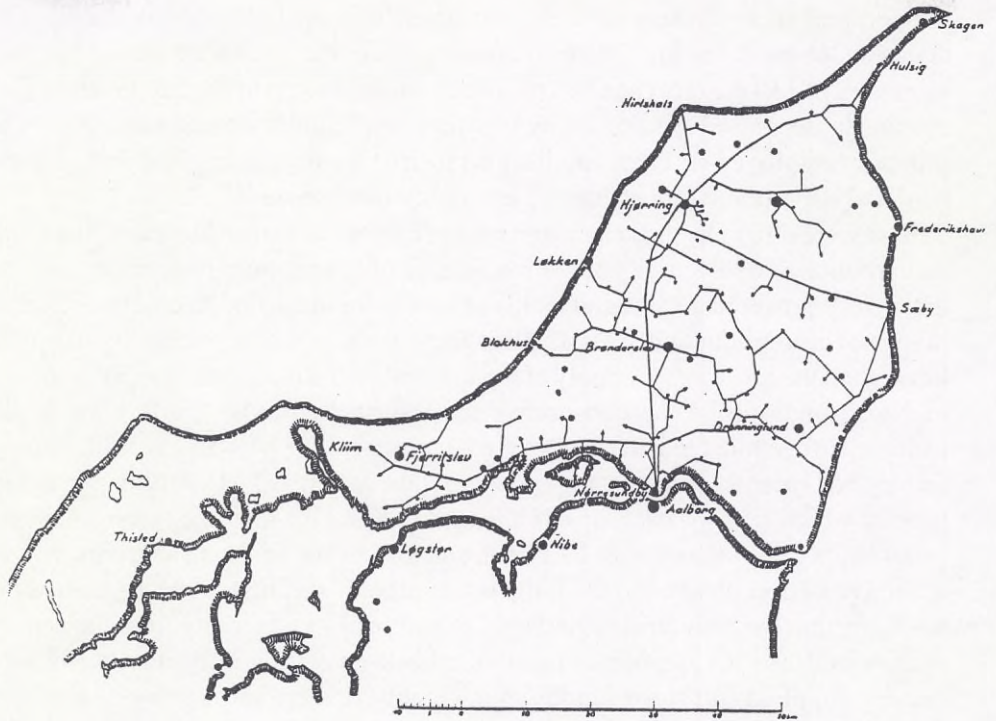 Skagen
Hulsig
Hirtshals
Hjørring
Frederikshavn
Løkken
Sæby
Blokhus
Brønderslev
Dronninglund
Kliim
Fjerritslev
Nørresundby
Aalborg
Thisted
Løgstør
Nibe